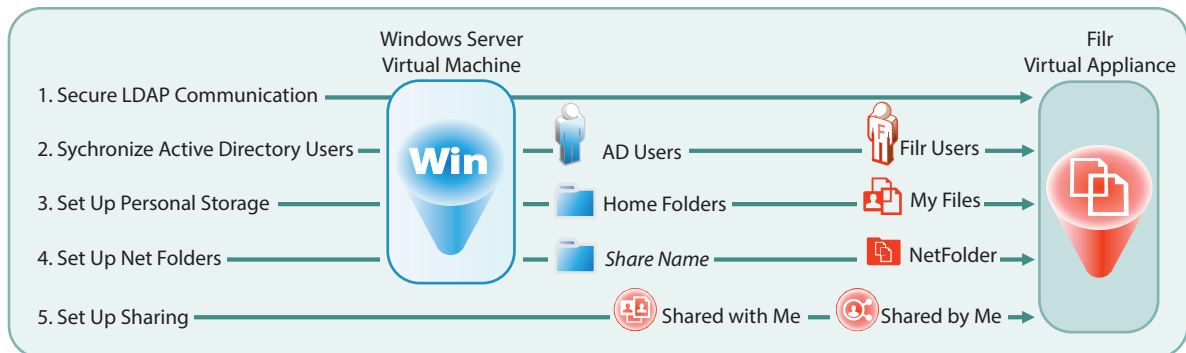 Windows Server
Virtual Machine
Filr
Virtual Appliance
1. Secure LDAP Communication
2. Sychronize Active Directory Users
Win
AD Users
F
Filr Users
3. Set Up Personal Storage
Home Folders
My Files
4. Set Up Net Folders
Share Name
NetFolder
5. Set Up Sharing
Shared with Me
Shared by Me